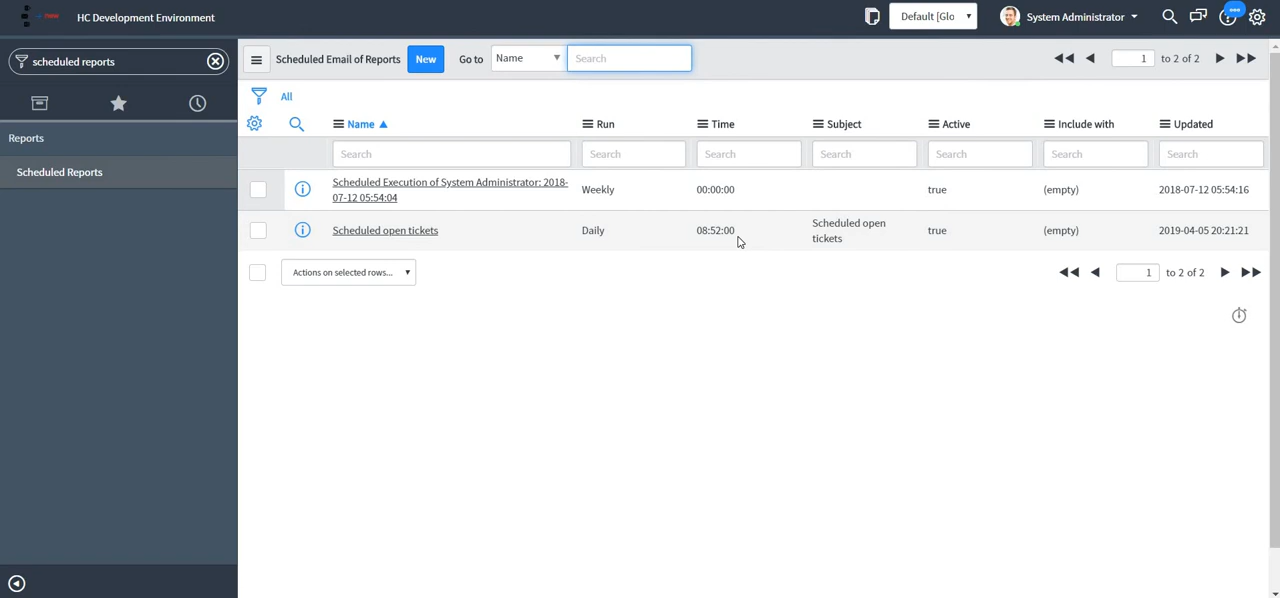 HC Development Environment
Default [Glo
System Administrator
scheduled reports
Scheduled Email of Reports
New
Go to
Name
Search
1
to 2 of 2
All
Reports
Scheduled Reports
Name
Run
Time
Subject
Active
Include with
Updated
Search
Search
Search
Search
Search
Search
Search
Scheduled Execution of System Administrator: 2018-
07-12 05:54:04
Weekly
00:00:00
true
(empty)
2018-07-12 05:54:16
Scheduled open tickets
Daily
08:52:00
Scheduled open
tickets
true
(empty)
2019-04-05 20:21:21
Actions on selected rows...
1
to 2 of 2